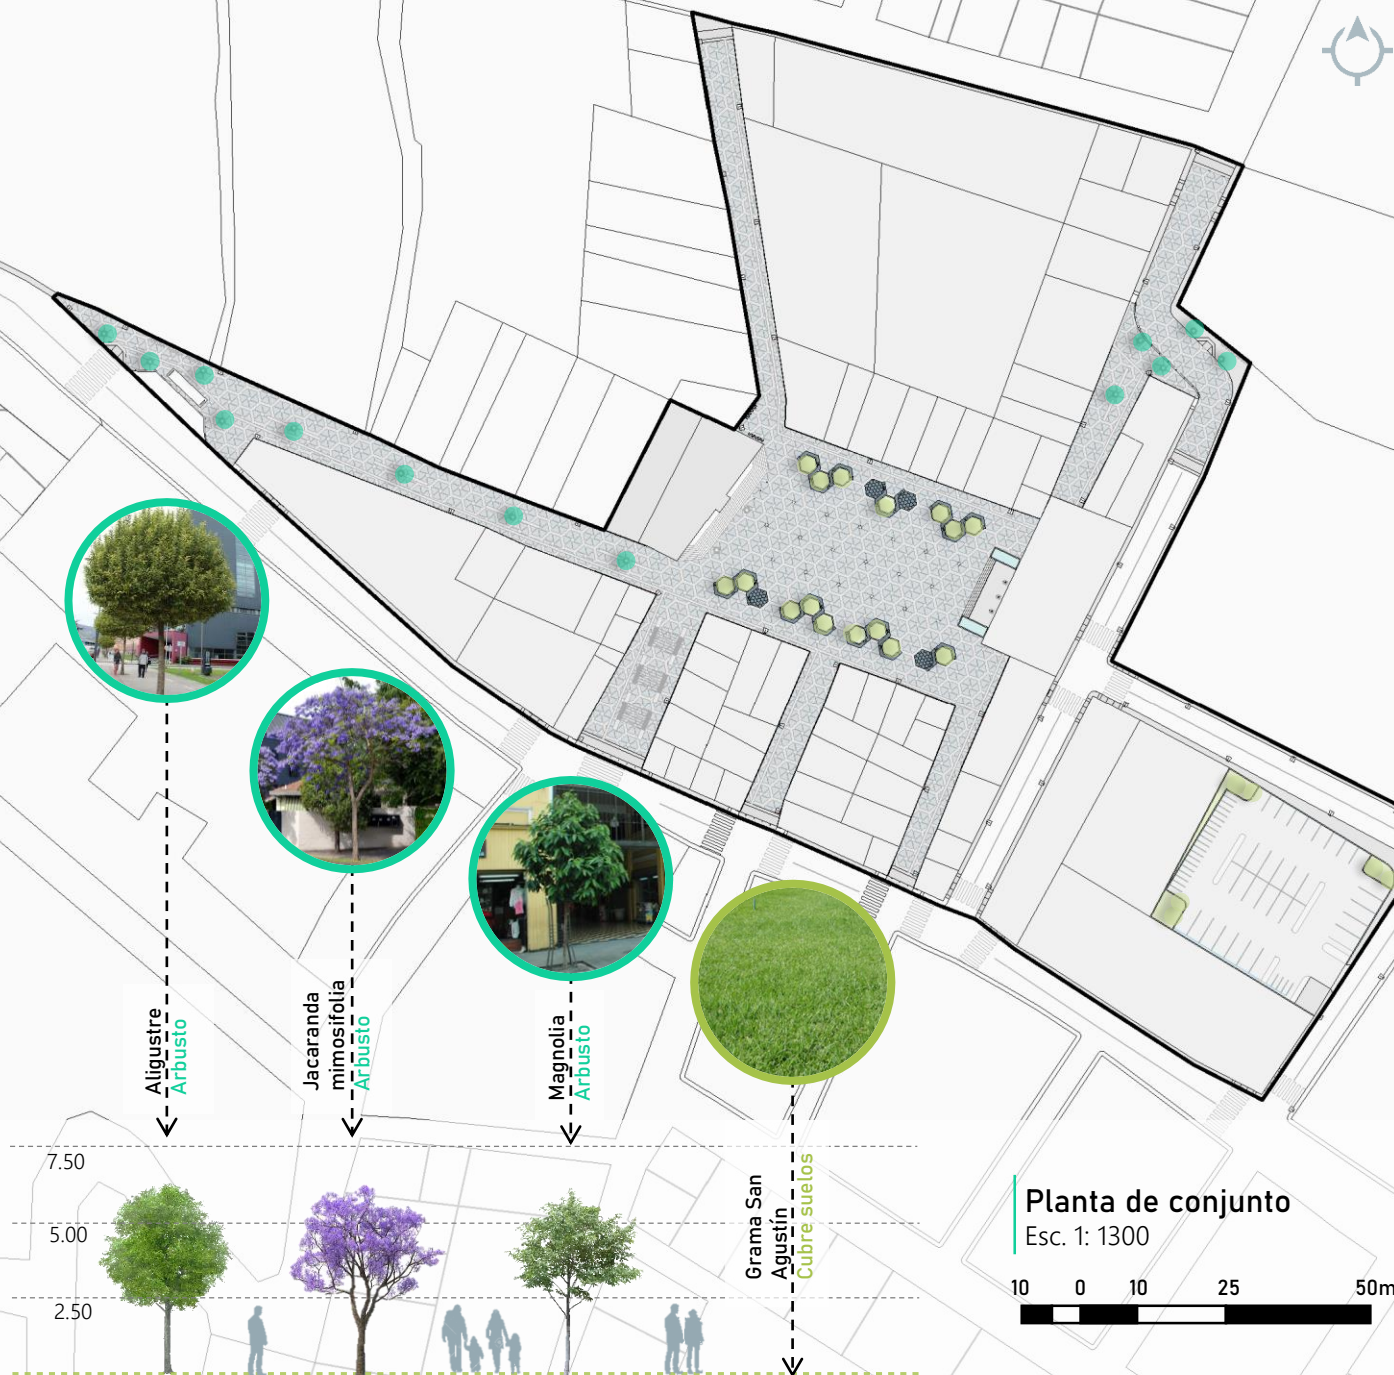 Aligustre
Arbusto
Jacaranda
mimosifolia
Arbusto
Magnolia
Arbusto
Grama San
Agustín
Cubre suelos
7.50
5.00
2.50
Planta de conjunto
Esc. 1: 1300
10 0 10 25 50m